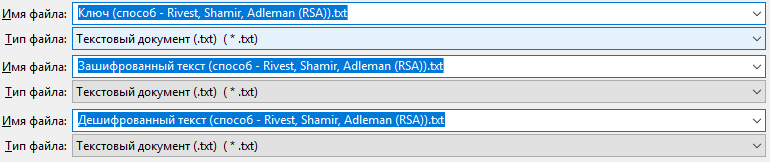 Имя файла: Ключ (способ - Rivest, Shamir, Adleman (RSA)).txt
Тип файла: Текстовый документ (.txt) ( *.txt)
Имя файла: Зашифрованный текст (способ - Rivest, Shamir, Adleman (RSA)).txt
Тип файла: Текстовый документ (.txt) ( *.txt)
Имя файла: Дешифрованный текст (способ - Rivest, Shamir, Adleman (RSA)).txt
Тип файла: Текстовый документ (.txt) ( *.txt)